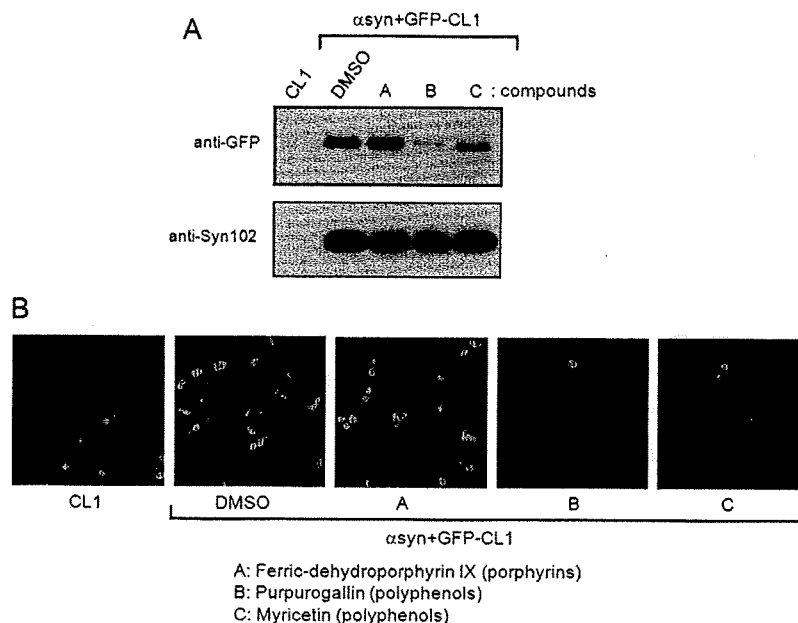 A
αsyn+GFP-CL1
CL1 DMSO A B C : compounds
anti-GFP
anti-Syn102
B
CL1 DMSO A B C
αsyn+GFP-CL1
A: Ferric-dehydroporphyrin IX (porphyrins)
B: Purpurogallin (polyphenols)
C: Myricetin (polyphenols)